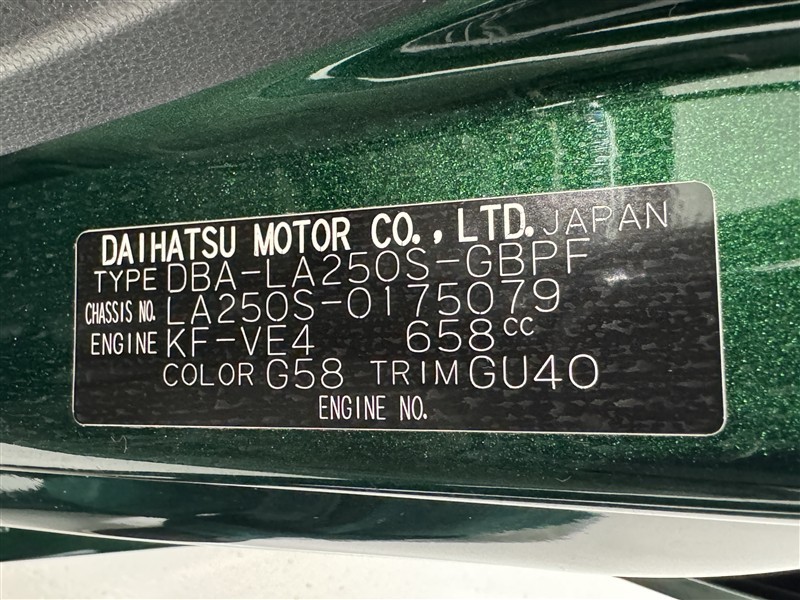 DAIHATSU MOTOR CO., LTD. JAPAN
TYPE DBA-LA250S-GBPF
CHASSIS NO. LA250S-0175079
ENGINE KF-VE4 658cc
COLOR G58 TRIM GU40
ENGINE NO.